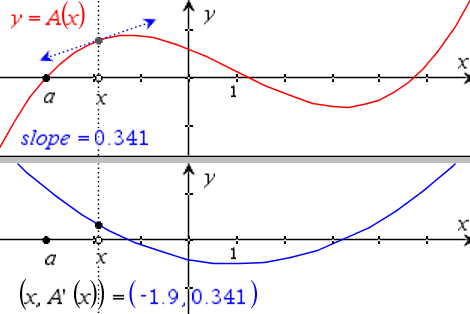 y = A(x)
y
x
a
x
1
slope = 0.341
y
x
a
x
1
(x, A' (x)) = (-1.9, 0.341)